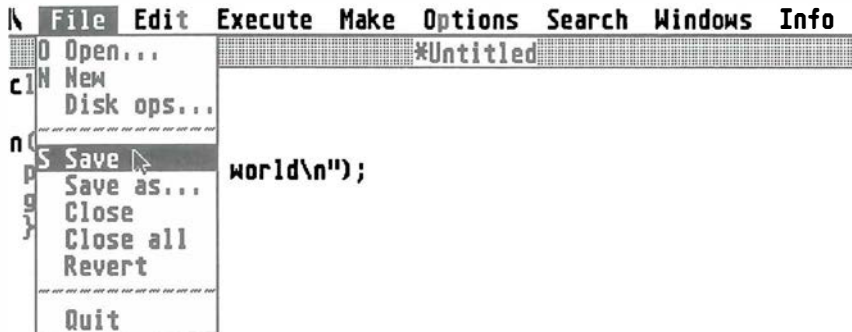 File Edit Execute Make Options Search Windows Info
*Untitled
O Open...
N New
Disk ops...
S Save
Save as...
Close
Close all
Revert
Quit
cl
n(
p world\n");
g
}